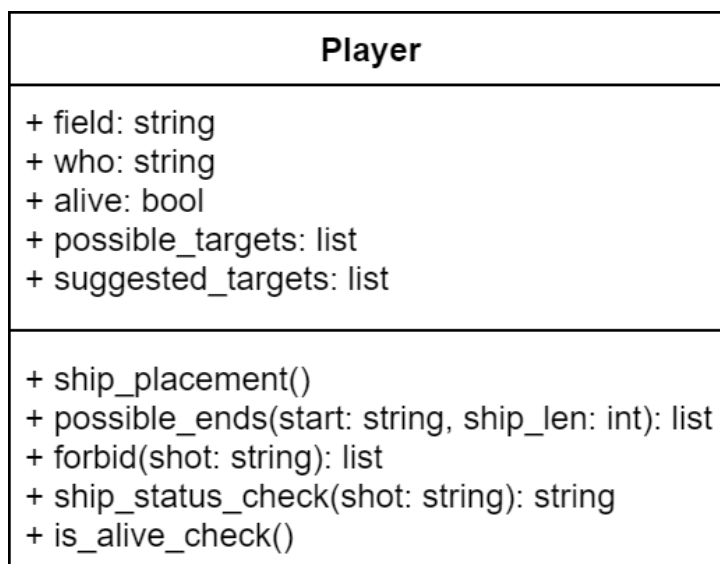 Player
+ field: string
+ who: string
+ alive: bool
+ possible_targets: list
+ suggested_targets: list
+ ship_placement()
+ possible_ends(start: string, ship_len: int): list
+ forbid(shot: string): list
+ ship_status_check(shot: string): string
+ is_alive_check()